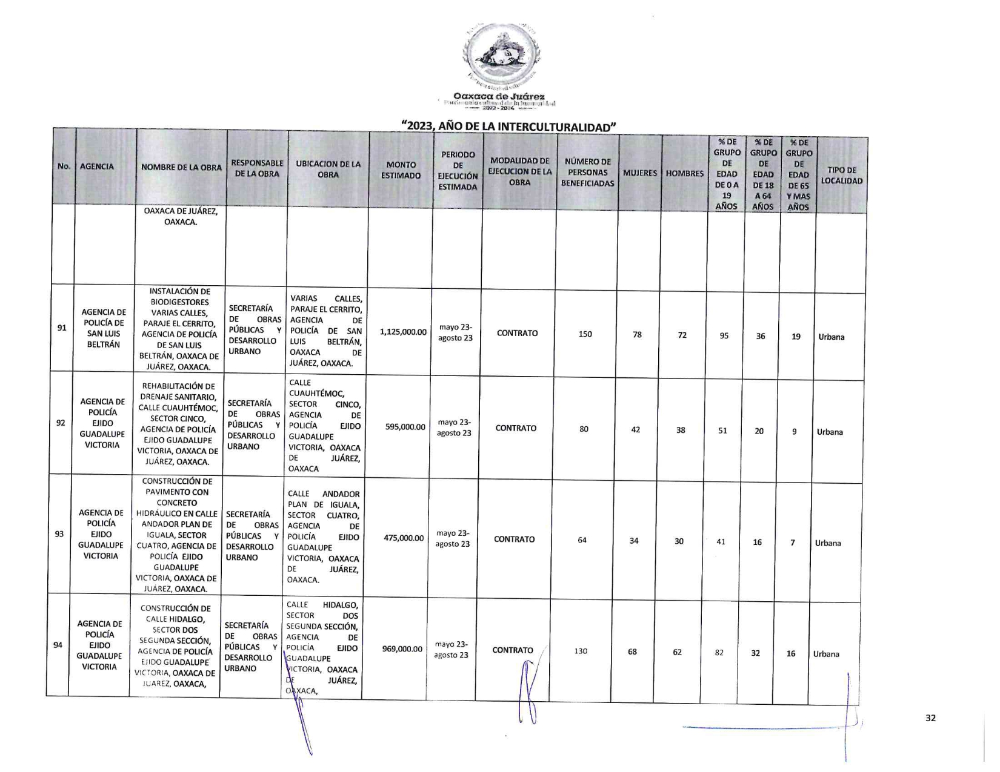 Oaxaca de Juárez
Patrimonio cultural de la humanidad
2022 - 2024
“2023, AÑO DE LA INTERCULTURALIDAD”
No.
AGENCIA
NOMBRE DE LA OBRA
RESPONSABLE
DE LA OBRA
UBICACION DE LA
OBRA
MONTO
ESTIMADO
PERIODO
DE
EJECUCIÓN
ESTIMADA
MODALIDAD DE
EJECUCION DE LA
OBRA
NÚMERO DE
PERSONAS
BENEFICIADAS
MUJERES
HOMBRES
% DE
GRUPO
DE
EDAD
DE 0 A
19
AÑOS
% DE
GRUPO
DE
EDAD
DE 18
A 64
AÑOS
% DE
GRUPO
DE
EDAD
DE 65
Y MAS
AÑOS
TIPO DE
LOCALIDAD
OAXACA DE JUÁREZ,
OAXACA.
91
AGENCIA DE
POLICÍA DE
SAN LUIS
BELTRÁN
INSTALACIÓN DE
BIODIGESTORES
VARIAS CALLES,
PARAJE EL CERRITO,
AGENCIA DE POLICÍA
DE SAN LUIS
BELTRÁN, OAXACA DE
JUÁREZ, OAXACA.
SECRETARÍA
DE OBRAS
PÚBLICAS Y
DESARROLLO
URBANO
VARIAS CALLES,
PARAJE EL CERRITO,
AGENCIA DE
POLICÍA DE SAN
LUIS BELTRÁN,
OAXACA DE
JUÁREZ, OAXACA.
1,125,000.00
mayo 23-
agosto 23
CONTRATO
150
78
72
95
36
19
Urbana
92
AGENCIA DE
POLICÍA
EJIDO
GUADALUPE
VICTORIA
REHABILITACIÓN DE
DRENAJE SANITARIO,
CALLE CUAUHTÉMOC,
SECTOR CINCO,
AGENCIA DE POLICÍA
EJIDO GUADALUPE
VICTORIA, OAXACA DE
JUÁREZ, OAXACA.
SECRETARÍA
DE OBRAS
PÚBLICAS Y
DESARROLLO
URBANO
CALLE
CUAUHTÉMOC,
SECTOR CINCO,
AGENCIA DE
POLICÍA EJIDO
GUADALUPE
VICTORIA, OAXACA
DE JUÁREZ,
OAXACA
595,000.00
mayo 23-
agosto 23
CONTRATO
80
42
38
51
20
9
Urbana
93
AGENCIA DE
POLICÍA
EJIDO
GUADALUPE
VICTORIA
CONSTRUCCIÓN DE
PAVIMENTO CON
CONCRETO
HIDRÁULICO EN CALLE
ANDADOR PLAN DE
IGUALA, SECTOR
CUATRO, AGENCIA DE
POLICÍA EJIDO
GUADALUPE
VICTORIA, OAXACA DE
JUÁREZ, OAXACA.
SECRETARÍA
DE OBRAS
PÚBLICAS Y
DESARROLLO
URBANO
CALLE ANDADOR
PLAN DE IGUALA,
SECTOR CUATRO,
AGENCIA DE
POLICÍA EJIDO
GUADALUPE
VICTORIA, OAXACA
DE JUÁREZ,
OAXACA.
475,000.00
mayo 23-
agosto 23
CONTRATO
64
34
30
41
16
7
Urbana
94
AGENCIA DE
POLICÍA
EJIDO
GUADALUPE
VICTORIA
CONSTRUCCIÓN DE
CALLE HIDALGO,
SECTOR DOS
SEGUNDA SECCIÓN,
AGENCIA DE POLICÍA
EJIDO GUADALUPE
VICTORIA, OAXACA DE
JUAREZ, OAXACA,
SECRETARÍA
DE OBRAS
PÚBLICAS Y
DESARROLLO
URBANO
CALLE HIDALGO,
SECTOR DOS
SEGUNDA SECCIÓN,
AGENCIA DE
POLICÍA EJIDO
GUADALUPE
VICTORIA, OAXACA
DE JUÁREZ,
OAXACA,
969,000.00
mayo 23-
agosto 23
CONTRATO
130
68
62
82
32
16
Urbana
32